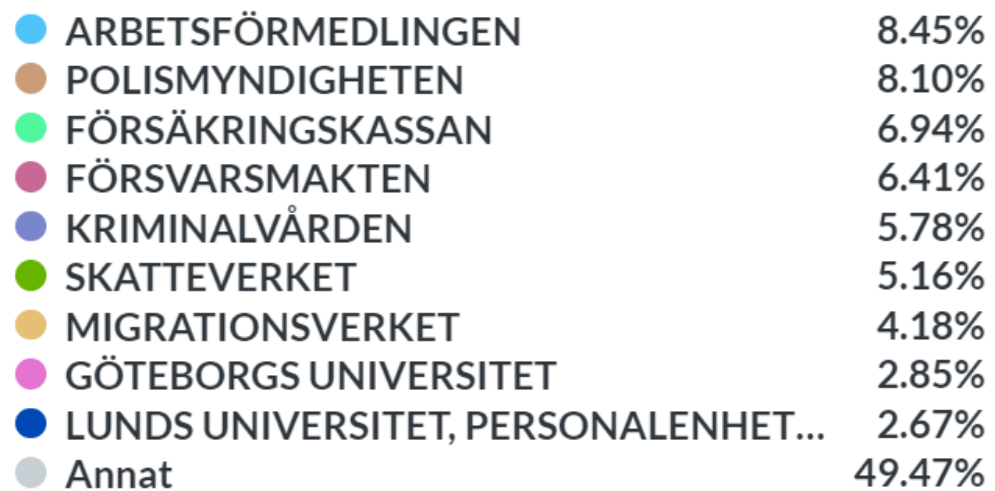 ARBETSFÖRMEDLINGEN 8.45%
POLISMYNDIGHETEN 8.10%
FÖRSÄKRINGSKASSAN 6.94%
FÖRSVARSMAKTEN 6.41%
KRIMINALVÅRDEN 5.78%
SKATTEVERKET 5.16%
MIGRATIONSVERKET 4.18%
GÖTEBORGS UNIVERSITET 2.85%
LUNDS UNIVERSITET, PERSONALENHET... 2.67%
Annat 49.47%